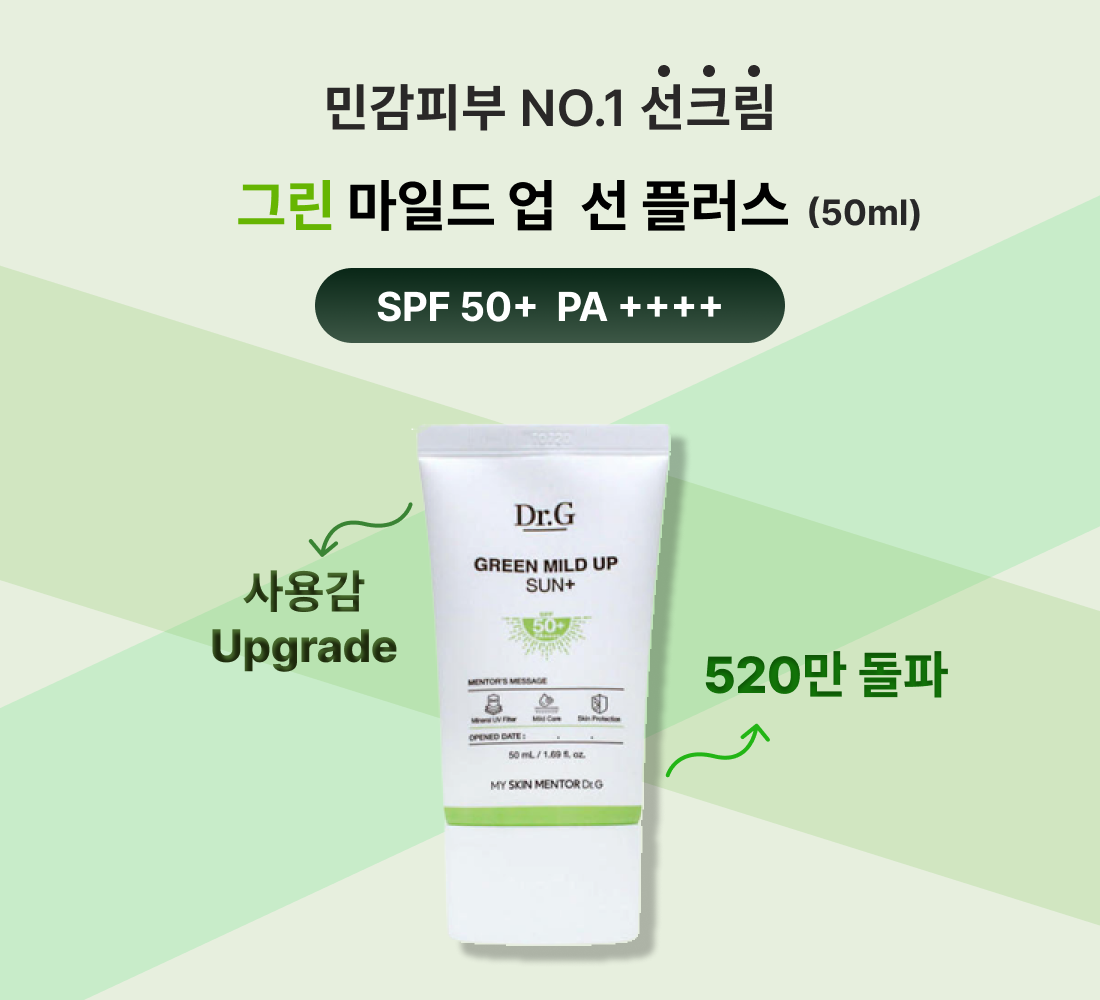 민감피부 NO.1 선크림
그린 마일드 업 선 플러스 (50ml)
SPF 50+ PA ++++
Dr.G
GREEN MILD UP
SUN+
SPF
50+
PA++++
사용감
Upgrade
520만 돌파
MENTOR'S MESSAGE
Mineral UV Filter Mild Care Skin Protection
OPENED DATE : . .
50 mL / 1.69 fl. oz.
MY SKIN MENTOR Dr.G